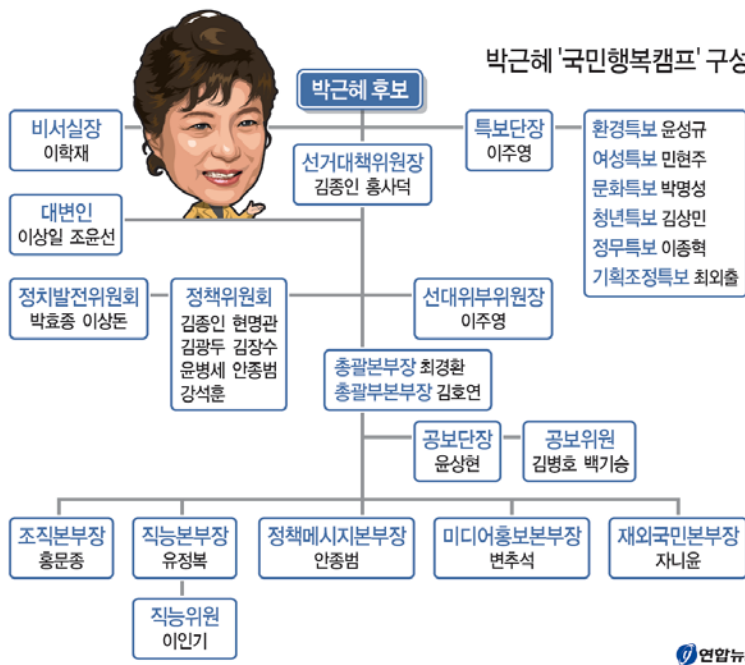 박근혜 '국민행복캠프' 구성
박근혜 후보
비서실장
이학재
선거대책위원장
김종인 홍사덕
특보단장
이주영
환경특보 윤성규
여성특보 민현주
문화특보 박명성
청년특보 김상민
정무특보 이종혁
기획조정특보 최외출
대변인
이상일 조윤선
정치발전위원회
박효종 이상돈
정책위원회
김종인 현명관
김광두 김장수
윤병세 안종범
강석훈
선대위부위원장
이주영
총괄본부장 최경환
총괄부본부장 김호연
공보단장
윤상현
공보위원
김병호 백기승
조직본부장
홍문종
직능본부장
유정복
정책메시지본부장
안종범
미디어홍보본부장
변추석
재외국민본부장
자니윤
직능위원
이인기
연합뉴